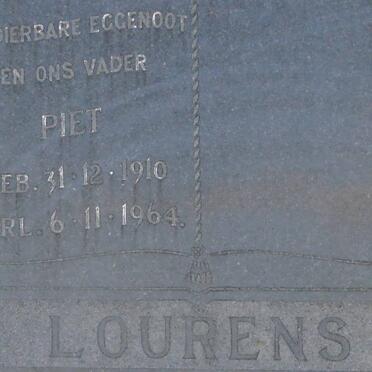 DIERBARE EGGENOOT
EN ONS VADER
PIET
EB. 31·12·1910
RL. 6·11·1964.
LOURENS